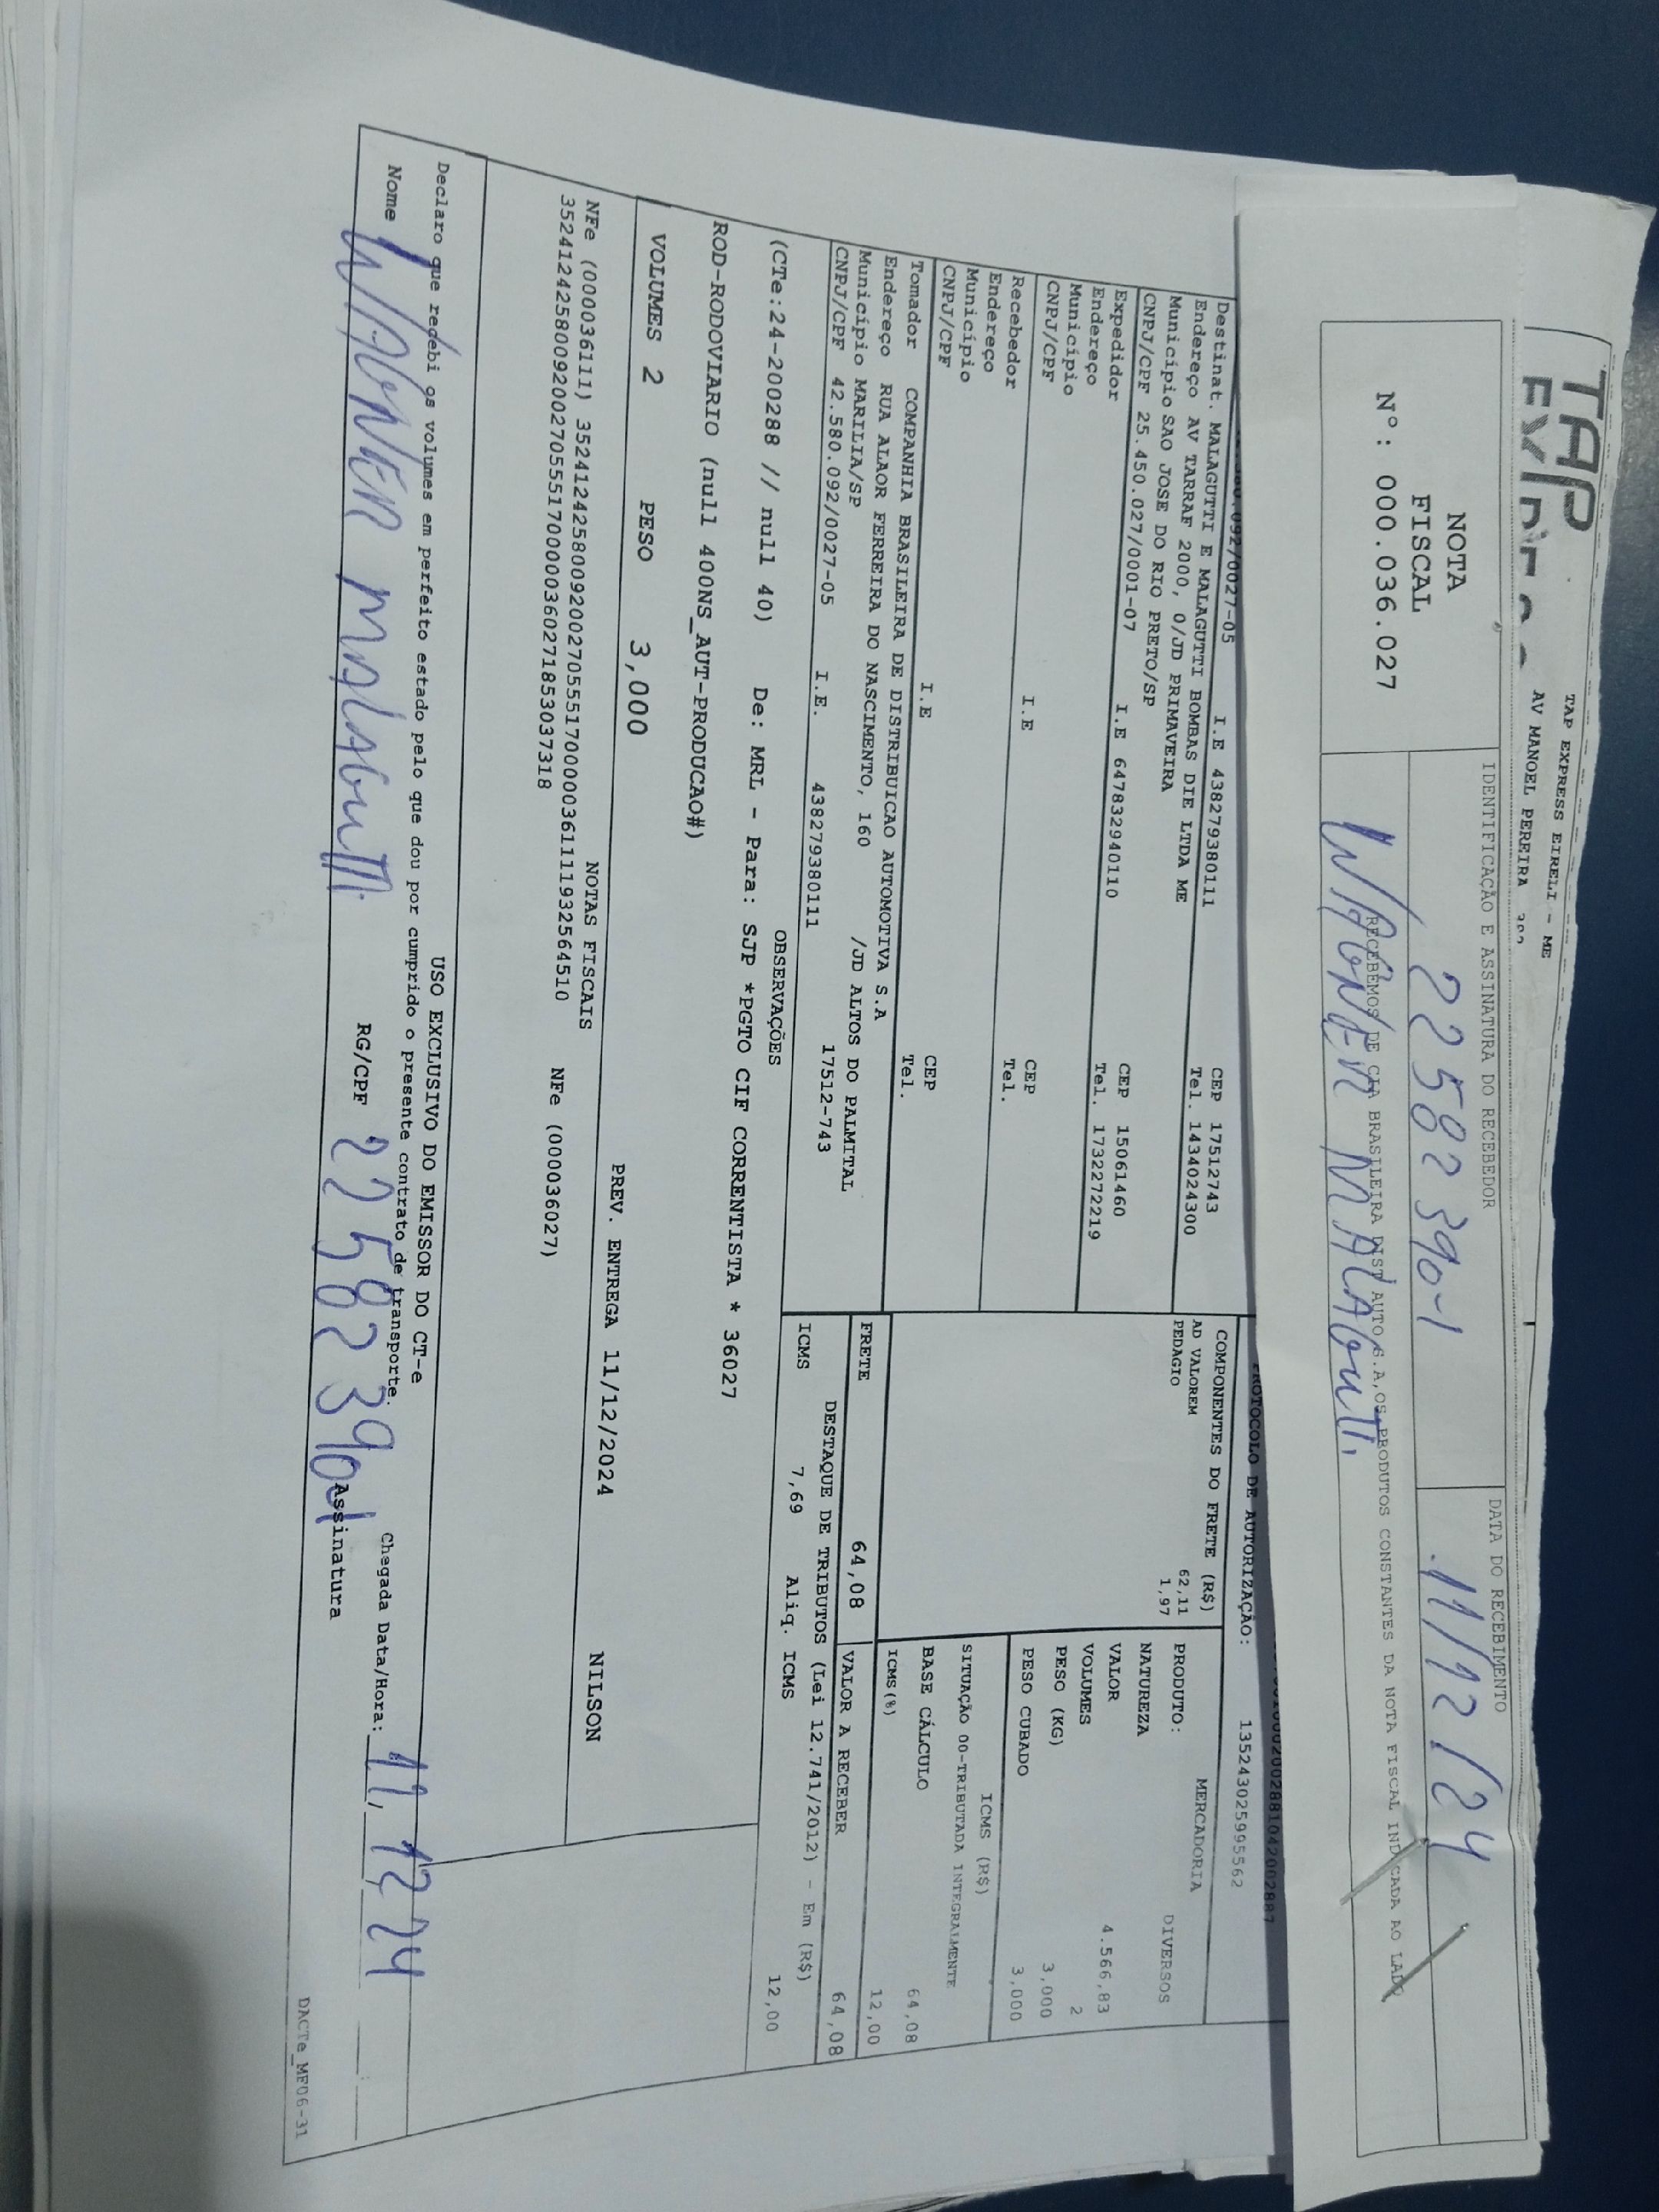 TAP
TAP EXPRESS EIRELI - ME
AV MANOEL PEREIRA
NOTA
FISCAL
Nº: 000.036.027
IDENTIFICAÇÃO E ASSINATURA DO RECEBEDOR
22 582 390-1
DATA DO RECEBIMENTO
11/12/24
RECEBEMOS DE CIA BRASILEIRA DIST AUTO S.A,OS PRODUTOS CONSTANTES DA NOTA FISCAL INDICADA AO LADO
WAGNER MALAGUTTI
PROTOCOLO DE AUTORIZAÇÃO: 135243025995562
092/0027-05 I.E 438279380111 CEP 17512743
Tel. 1434024300
Destinat. MALAGUTTI E MALAGUTTI BOMBAS DIE LTDA ME
Endereço AV TARRAF 2000, 0/JD PRIMAVEIRA
Município SAO JOSE DO RIO PRETO/SP CEP 15061460
CNPJ/CPF 25.450.027/0001-07 I.E 647832940110 Tel. 1732272219
Expedidor
Endereço
Município CEP
CNPJ/CPF I.E Tel.
Recebedor
Endereço
Município CEP
CNPJ/CPF I.E Tel.
Tomador COMPANHIA BRASILEIRA DE DISTRIBUICAO AUTOMOTIVA S.A
Endereço RUA ALAOR FERREIRA DO NASCIMENTO, 160 /JD ALTOS DO PALMITAL
Município MARILIA/SP 17512-743
CNPJ/CPF 42.580.092/0027-05 I.E. 438279380111
COMPONENTES DO FRETE (R$)
AD VALOREM 62,11
PEDAGIO 1,97
FRETE 64,08
MERCADORIA
PRODUTO: DIVERSOS
NATUREZA
VALOR 4.566,83
VOLUMES 2
PESO (KG) 3,000
PESO CUBADO 3,000
ICMS (R$)
SITUAÇÃO 00-TRIBUTADA INTEGRALMENTE
BASE CÁLCULO 64,08
ICMS(%) 12,00
VALOR A RECEBER 64,08
DESTAQUE DE TRIBUTOS (Lei 12.741/2012) - Em (R$)
ICMS 7,69 Aliq. ICMS 12,00
OBSERVAÇÕES
(CTe:24-200288 // null 40) De: MRL - Para: SJP *PGTO CIF CORRENTISTA * 36027
ROD-RODOVIARIO (null 400NS_AUT-PRODUCAO#)
VOLUMES 2 PESO 3,000 PREV. ENTREGA 11/12/2024 NILSON
NOTAS FISCAIS
NFe (000036111) 35241242580092002705551700000361111932564510 NFe (000036027)
35241242580092002705551700000360271853037318
USO EXCLUSIVO DO EMISSOR DO CT-e
Declaro que recebi os volumes em perfeito estado pelo que dou por cumprido o presente contrato de transporte.
Chegada Data/Hora: 11, 12, 24
Nome WAGNER MALAGUTTI RG/CPF 22 582 390-1 Assinatura
DACTe_MF06-31